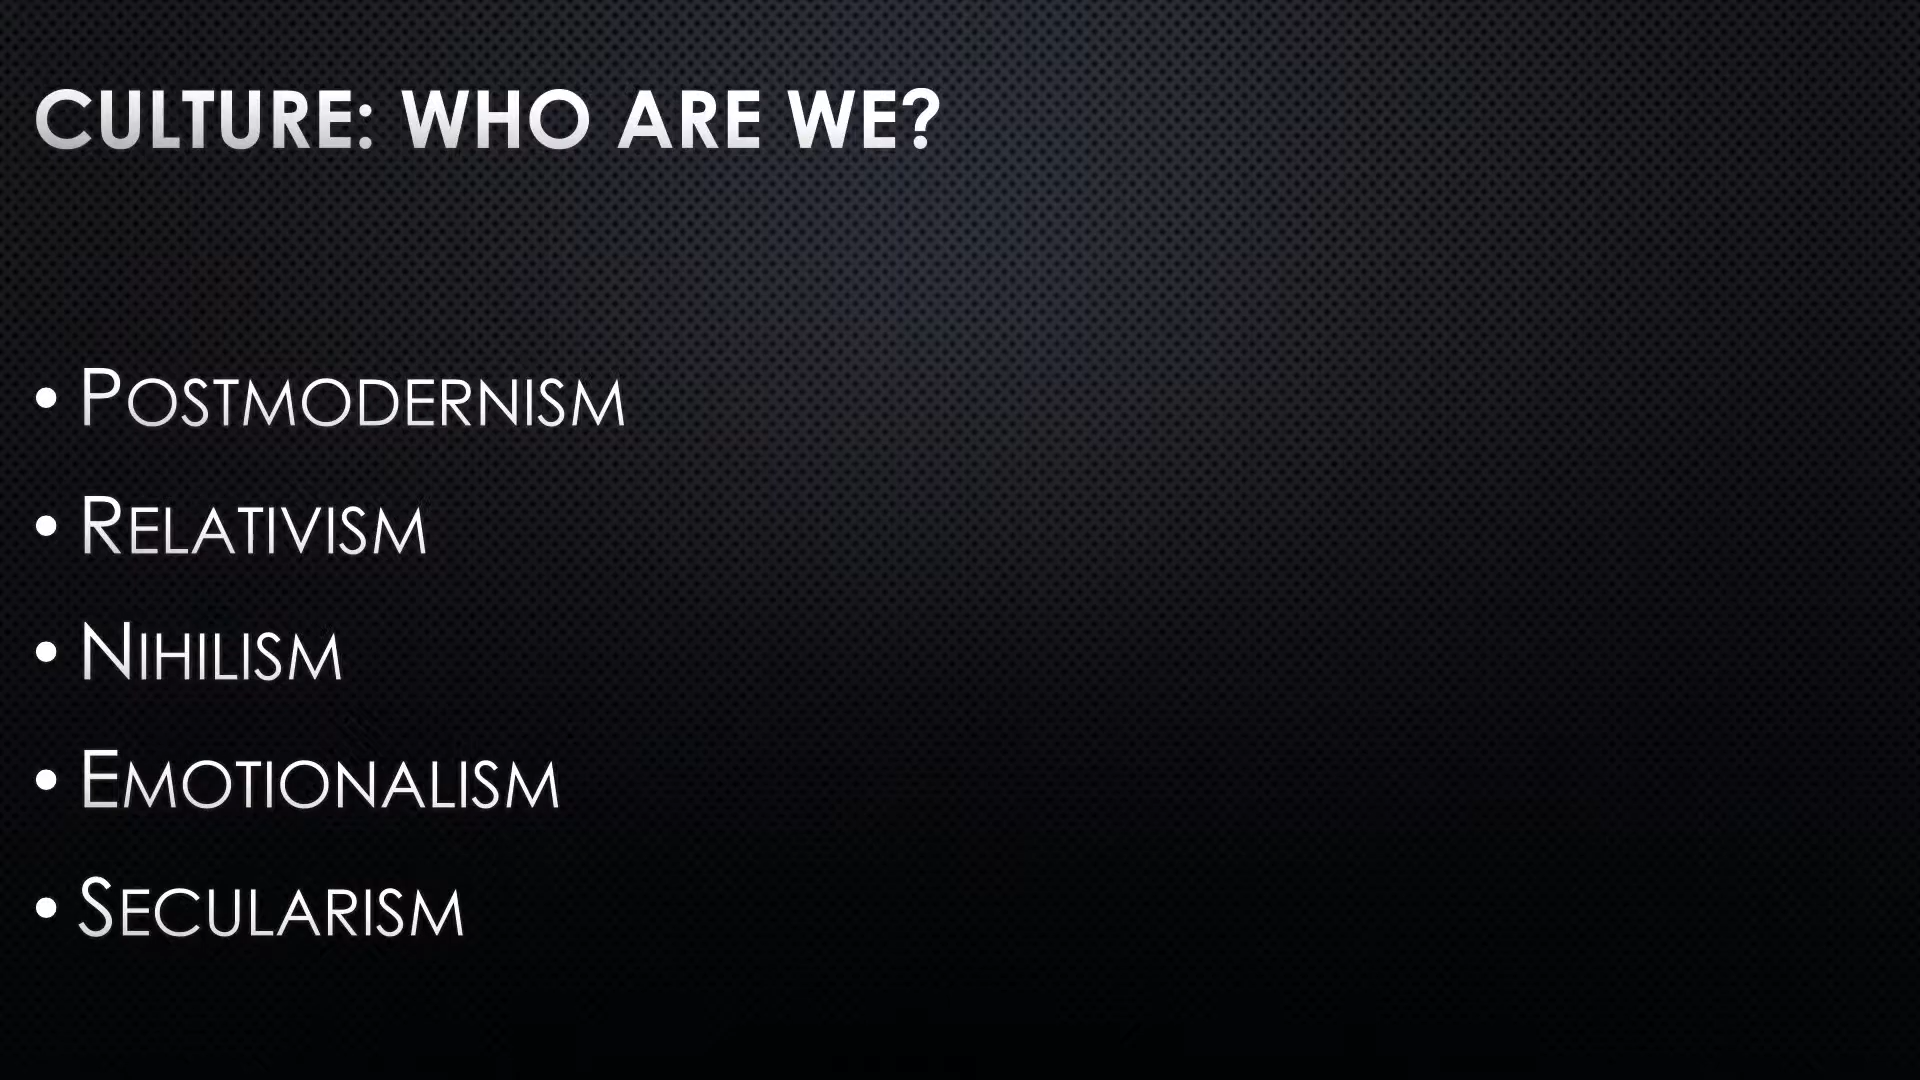 CULTURE: WHO ARE WE?
• POSTMODERNISM
• RELATIVISM
• NIHILISM
• EMOTIONALISM
• SECULARISM